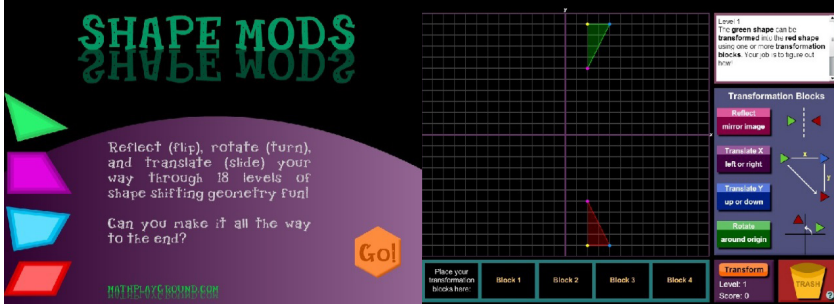 SHAPE MODS
Reflect (flip), rotate (turn),
and translate (slide) your
way through 18 levels of
shape shifting geometry fun!
Can you make it all the way
to the end?
Go!
MATHPLAYGROUND.COM
y
x
Place your
transformation
blocks here:
Block 1
Block 2
Block 3
Block 4
Level 1
The green shape can be
transformed into the red shape
using one or more transformation
blocks. Your job is to figure out
how!
Transformation Blocks
Reflect
mirror image
Translate X
left or right
x
y
Translate Y
up or down
Rotate
around origin
Transform
Level: 1
Score: 0
TRASH
?